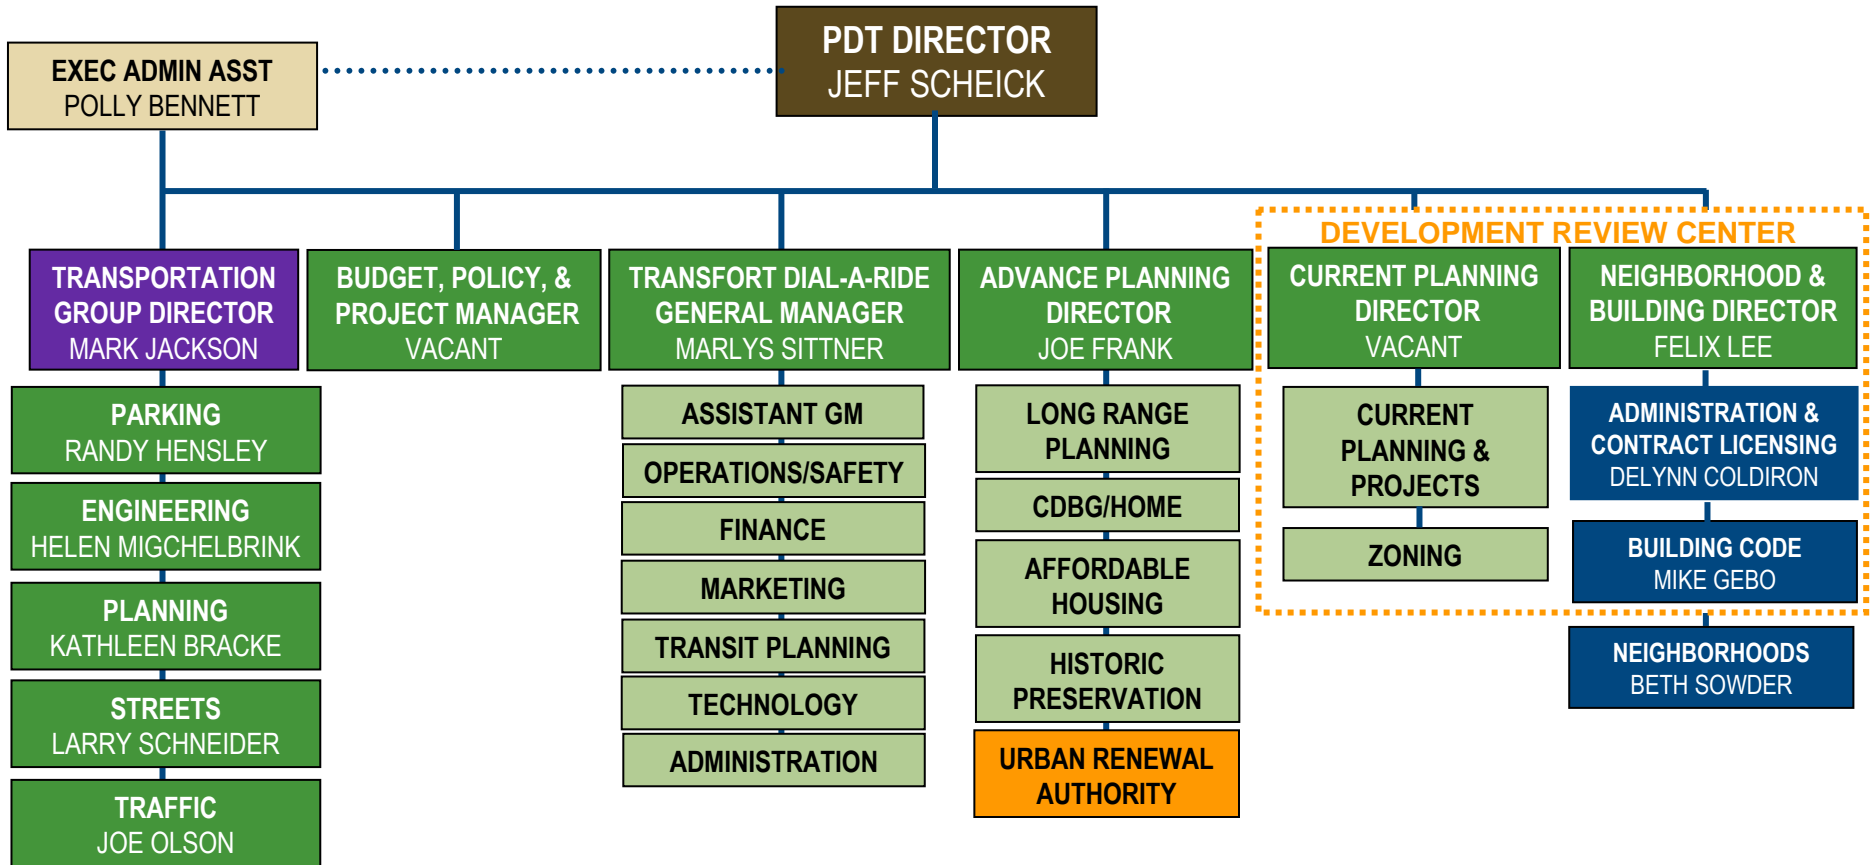 PDT DIRECTOR
JEFF SCHEICK
EXEC ADMIN ASST
POLLY BENNETT
DEVELOPMENT REVIEW CENTER
TRANSPORTATION
GROUP DIRECTOR
MARK JACKSON
PARKING
RANDY HENSLEY
ENGINEERING
HELEN MIGCHELBRINK
PLANNING
KATHLEEN BRACKE
STREETS
LARRY SCHNEIDER
TRAFFIC
JOE OLSON
BUDGET, POLICY, &
PROJECT MANAGER
VACANT
TRANSFORT DIAL-A-RIDE
GENERAL MANAGER
MARLYS SITTNER
ASSISTANT GM
OPERATIONS/SAFETY
FINANCE
MARKETING
TRANSIT PLANNING
TECHNOLOGY
ADMINISTRATION
ADVANCE PLANNING
DIRECTOR
JOE FRANK
LONG RANGE
PLANNING
CDBG/HOME
AFFORDABLE
HOUSING
HISTORIC
PRESERVATION
URBAN RENEWAL
AUTHORITY
CURRENT PLANNING
DIRECTOR
VACANT
CURRENT
PLANNING &
PROJECTS
ZONING
NEIGHBORHOOD &
BUILDING DIRECTOR
FELIX LEE
ADMINISTRATION &
CONTRACT LICENSING
DELYNN COLDIRON
BUILDING CODE
MIKE GEBO
NEIGHBORHOODS
BETH SOWDER